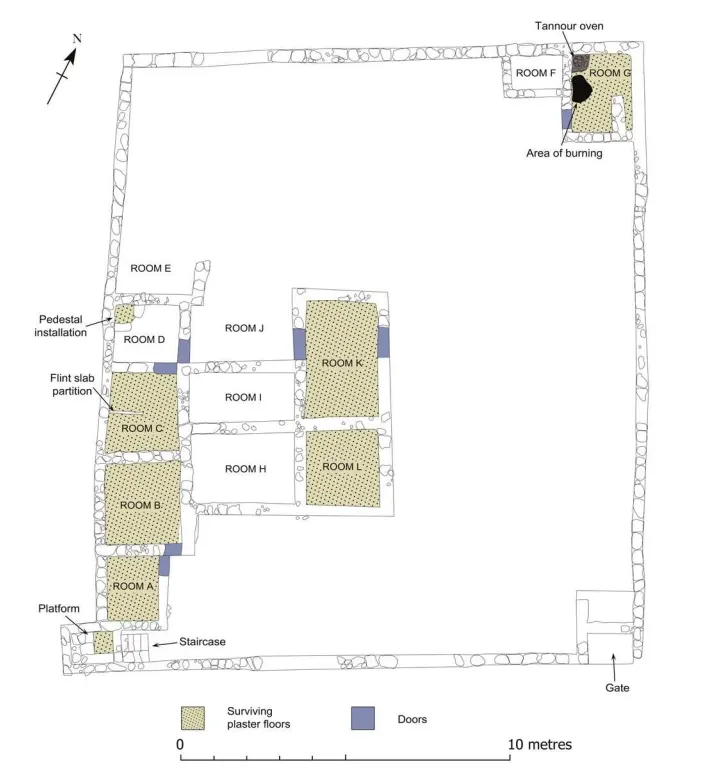 N
Tannour oven
ROOM F
ROOM G
Area of burning
ROOM E
Pedestal
installation
ROOM D
ROOM J
Flint slab
partition
ROOM K
ROOM I
ROOM C
ROOM H
ROOM L
ROOM B
ROOM A
Platform
Staircase
Gate
Surviving
plaster floors
Doors
0
10 metres